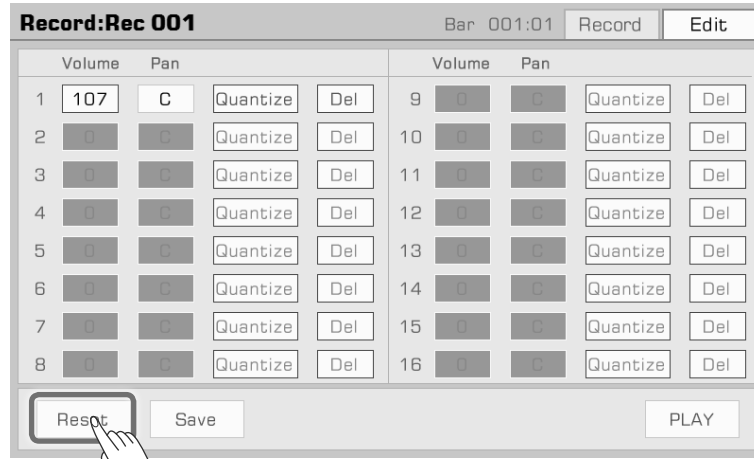 Record:Rec 001 Bar 001:01 Record Edit
Volume Pan Volume Pan
1 107 C Quantize Del 9 0 C Quantize Del
2 0 C Quantize Del 10 0 C Quantize Del
3 0 C Quantize Del 11 0 C Quantize Del
4 0 C Quantize Del 12 0 C Quantize Del
5 0 C Quantize Del 13 0 C Quantize Del
6 0 C Quantize Del 14 0 C Quantize Del
7 0 C Quantize Del 15 0 C Quantize Del
8 0 C Quantize Del 16 0 C Quantize Del
Reset Save PLAY